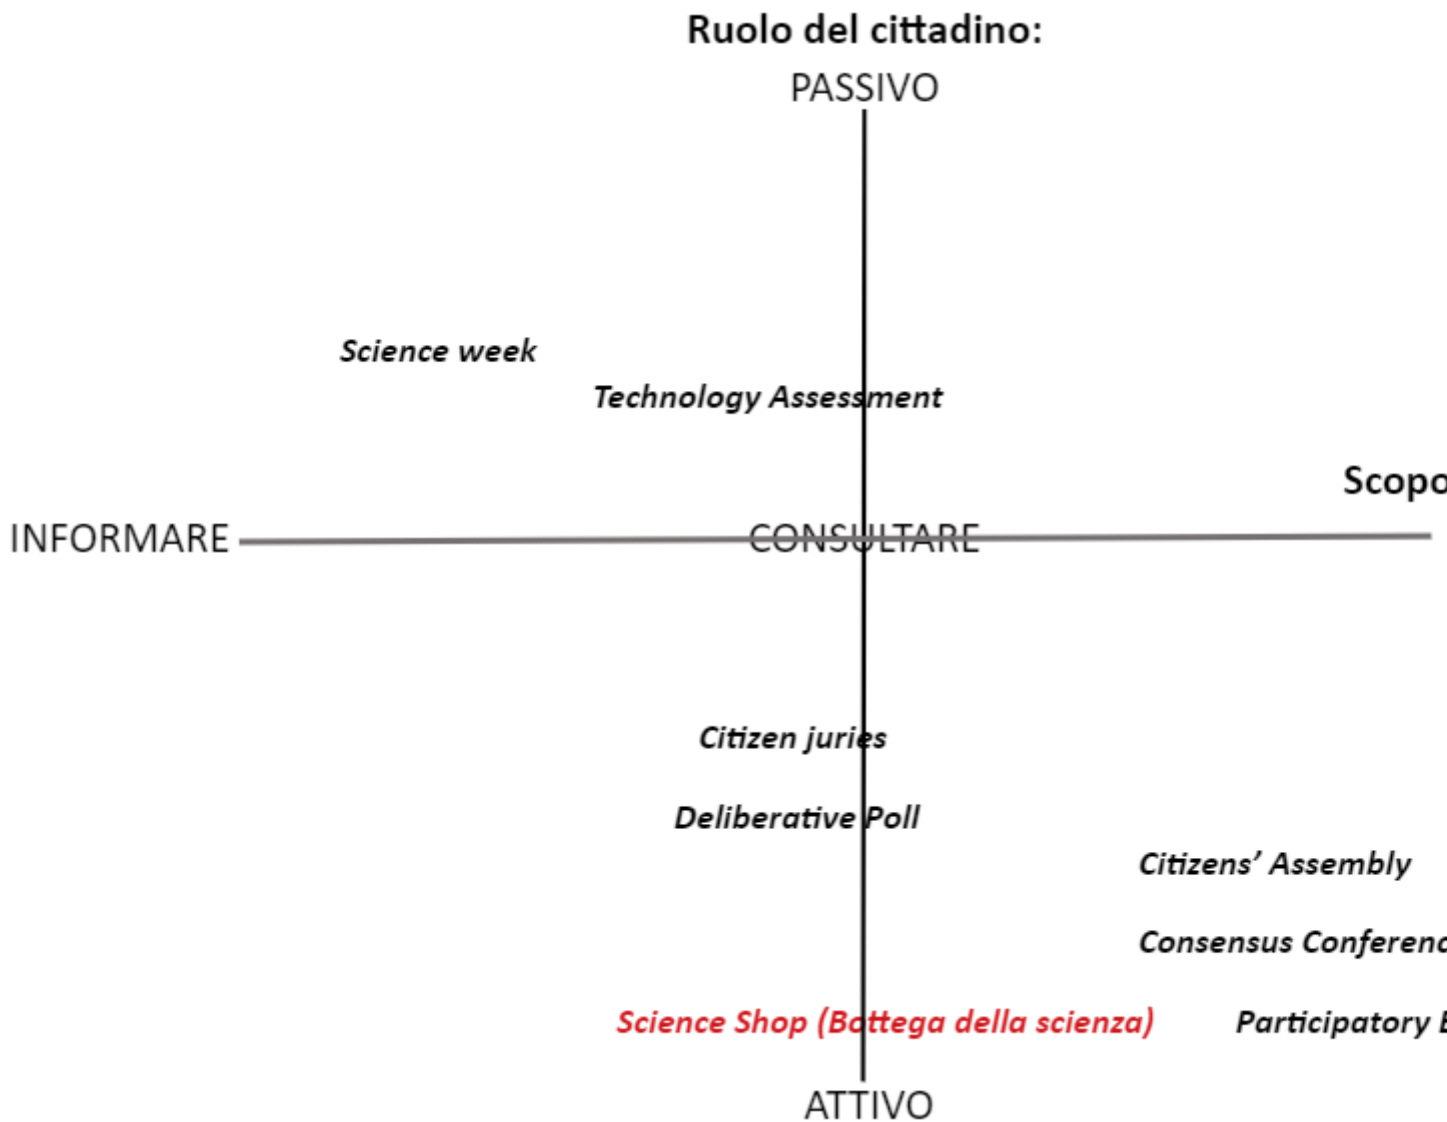 Ruolo del cittadino:
PASSIVO
Science week
Technology Assessment
Scopo
INFORMARE
CONSULTARE
Citizen juries
Deliberative Poll
Citizens’ Assembly
Consensus Conferenc
Science Shop (Bottega della scienza)
Participatory
ATTIVO